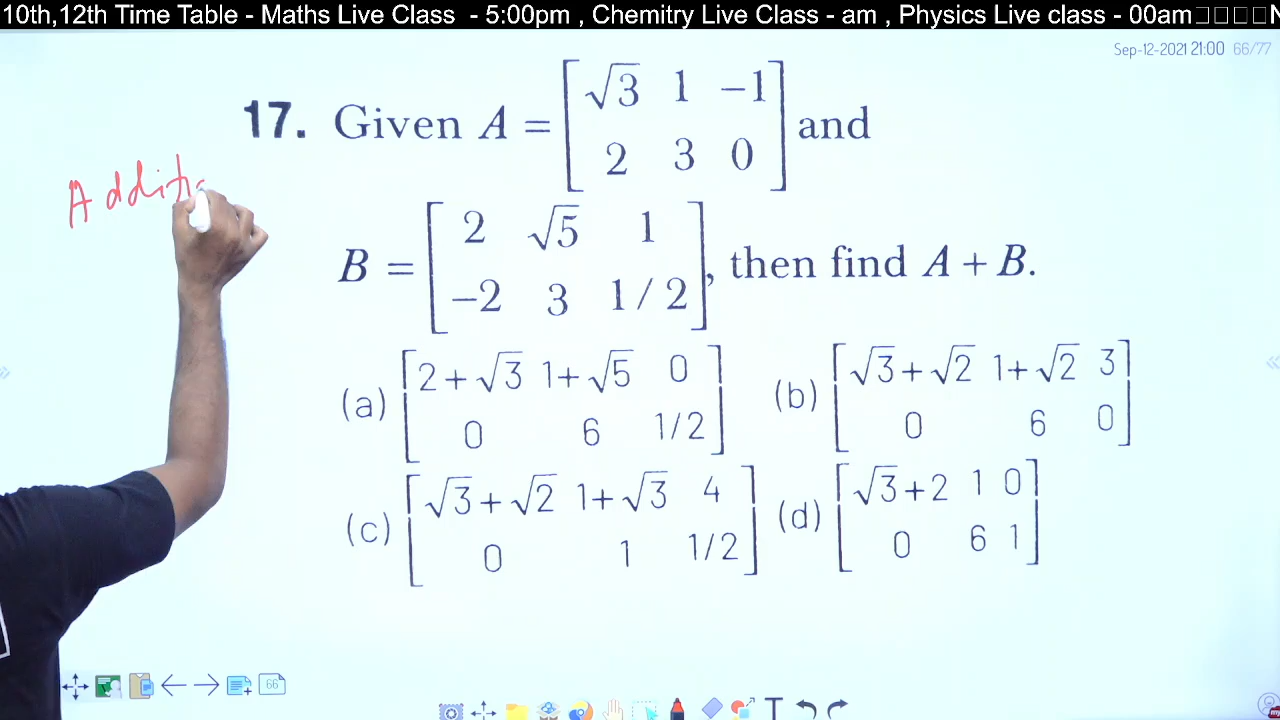 10th,12th Time Table - Maths Live Class - 5:00pm , Chemitry Live Class - am , Physics Live class - 00am
Sep-12-2021 21:00 66/77
17. Given A = [√3 1 −1
2 3 0] and
Additi
B = [2 √5 1
−2 3 1/2], then find A + B.
(a) [2 + √3 1+ √5 0
0 6 1/2]
(b) [√3 + √2 1+ √2 3
0 6 0]
(c) [√3 + √2 1+ √3 4
0 1 1/2]
(d) [√3 + 2 1 0
0 6 1]
66
T